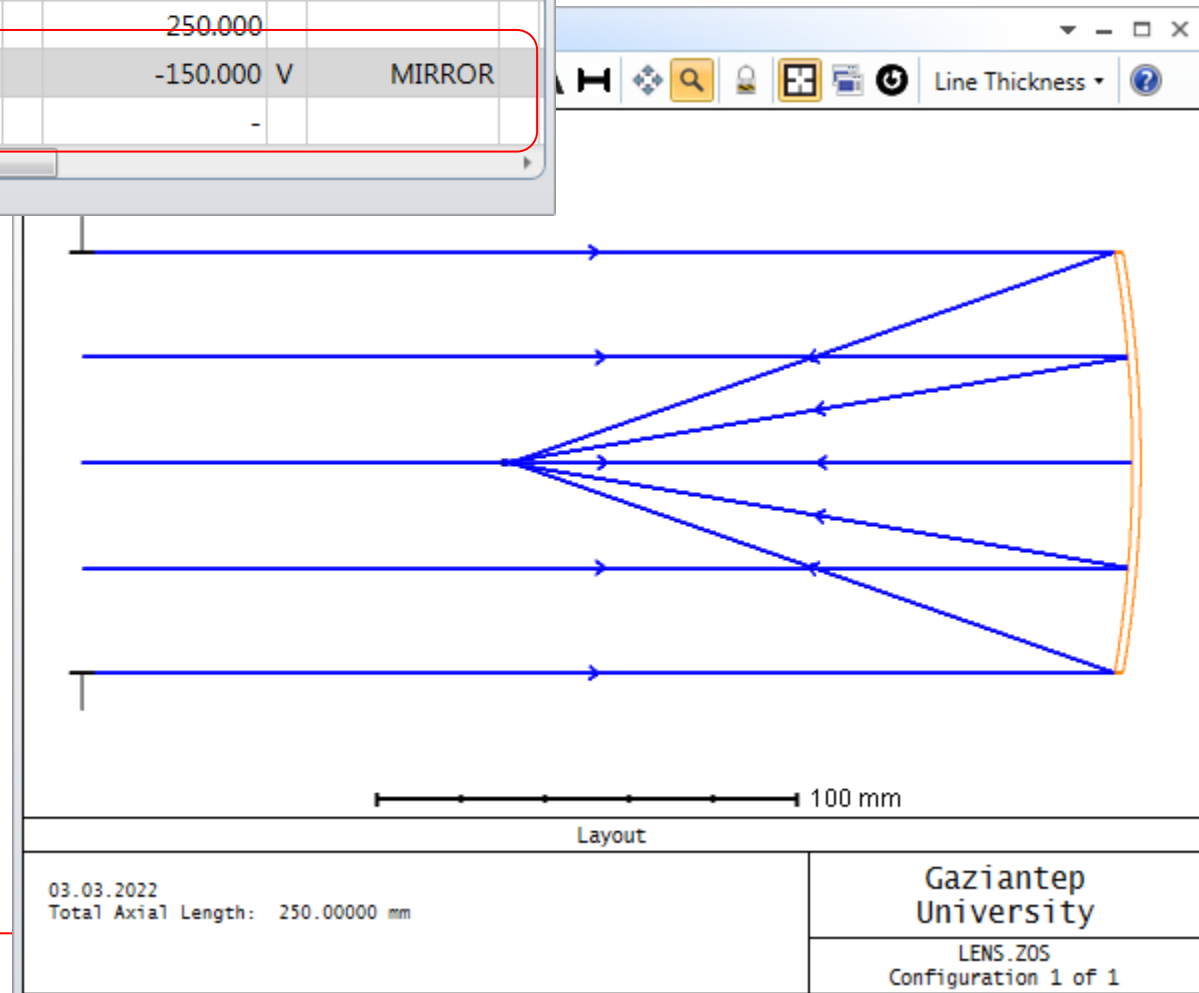 250.000
-150.000 V MIRROR
-
Line Thickness
100 mm
Layout
03.03.2022
Total Axial Length: 250.00000 mm
Gaziantep
University
LENS.ZOS
Configuration 1 of 1